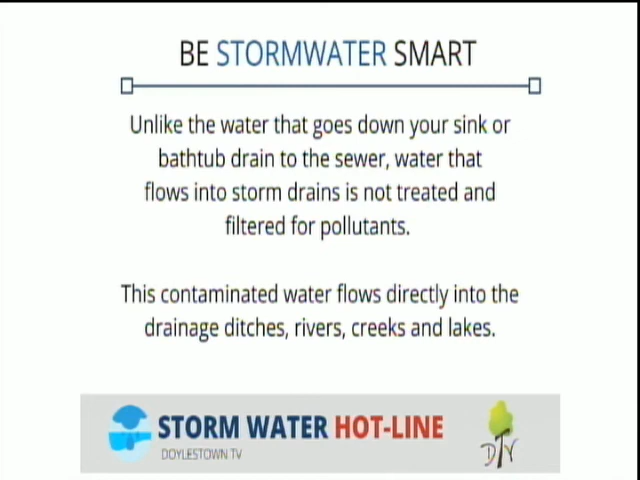 BE STORMWATER SMART
Unlike the water that goes down your sink or
bathtub drain to the sewer, water that
flows into storm drains is not treated and
filtered for pollutants.
This contaminated water flows directly into the
drainage ditches, rivers, creeks and lakes.
STORM WATER HOT-LINE
DOYLESTOWN TV
DTV